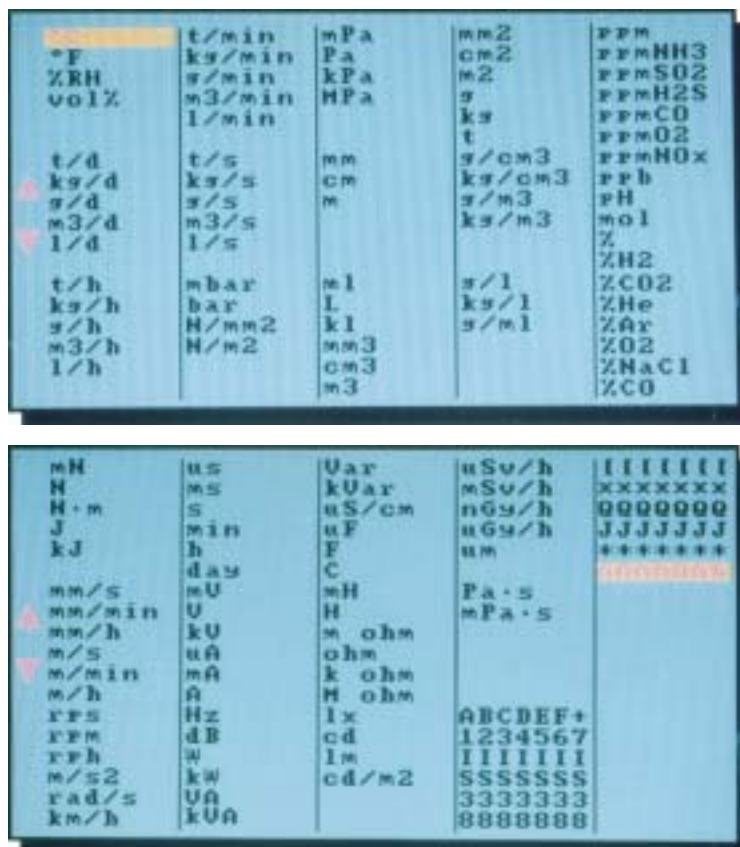 °F
%RH
vol%
t/d
kg/d
g/d
m3/d
l/d
t/h
kg/h
g/h
m3/h
l/h
t/min
kg/min
g/min
m3/min
l/min
t/s
kg/s
g/s
m3/s
l/s
mbar
bar
N/mm2
N/m2
mPa
Pa
kPa
MPa
mm
cm
m
ml
L
kl
mm3
cm3
m3
mm2
cm2
m2
g
kg
t
g/cm3
kg/cm3
g/m3
kg/m3
g/l
kg/l
g/ml
ppm
ppmNH3
ppmSO2
ppmH2S
ppmCO
ppmO2
ppmNOx
ppb
pH
mol
%
%H2
%CO2
%He
%Ar
%O2
%NaCl
%CO
mN
N
N·m
J
kJ
mm/s
mm/min
mm/h
m/s
m/min
m/h
rps
rpm
rph
m/s2
rad/s
km/h
us
ms
s
min
h
day
mV
V
kV
uA
mA
A
Hz
dB
W
kW
VA
kVA
Var
kVar
uS/cm
uF
F
C
mH
H
m ohm
ohm
k ohm
M ohm
lx
cd
lm
cd/m2
uSv/h
mSv/h
nGy/h
uGy/h
um
Pa·s
mPa·s
ABCDEF+
1234567
IIIIIII
SSSSSSS
3333333
8888888
IIIIIII
xxxxxxx
QQQQQQQ
JJJJJJJ
+++++++